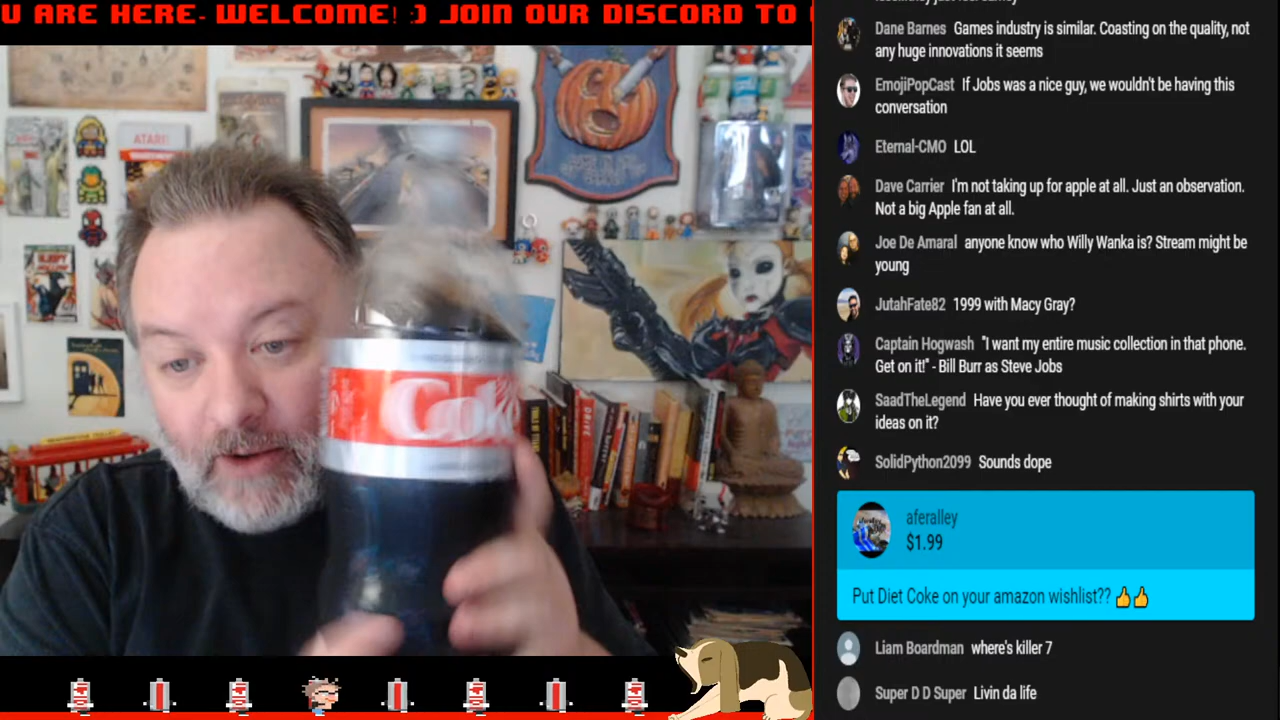 U ARE HERE- WELCOME! :) JOIN OUR DISCORD TO
Dane Barnes Games industry is similar. Coasting on the quality, not
any huge innovations it seems
EmojiPopCast If Jobs was a nice guy, we wouldn't be having this
conversation
Eternal-CMO LOL
Dave Carrier I'm not taking up for apple at all. Just an observation.
Not a big Apple fan at all.
Joe De Amaral anyone know who Willy Wanka is? Stream might be
young
JutahFate82 1999 with Macy Gray?
Captain Hogwash "I want my entire music collection in that phone.
Get on it!" - Bill Burr as Steve Jobs
SaadTheLegend Have you ever thought of making shirts with your
ideas on it?
SolidPython2099 Sounds dope
aferalley
$1.99
Put Diet Coke on your amazon wishlist?? 👍👍
Liam Boardman where's killer 7
Super D D Super Livin da life
ATARI
Coke
DRIVE